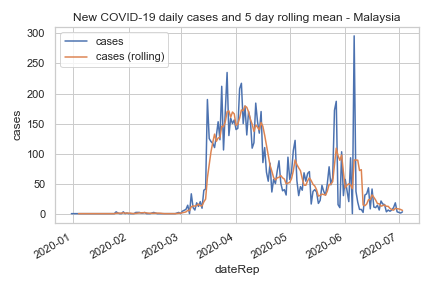 New COVID-19 daily cases and 5 day rolling mean - Malaysia
cases
cases (rolling)
300
250
200
150
100
50
0
cases
2020-01
2020-02
2020-03
2020-04
2020-05
2020-06
2020-07
dateRep